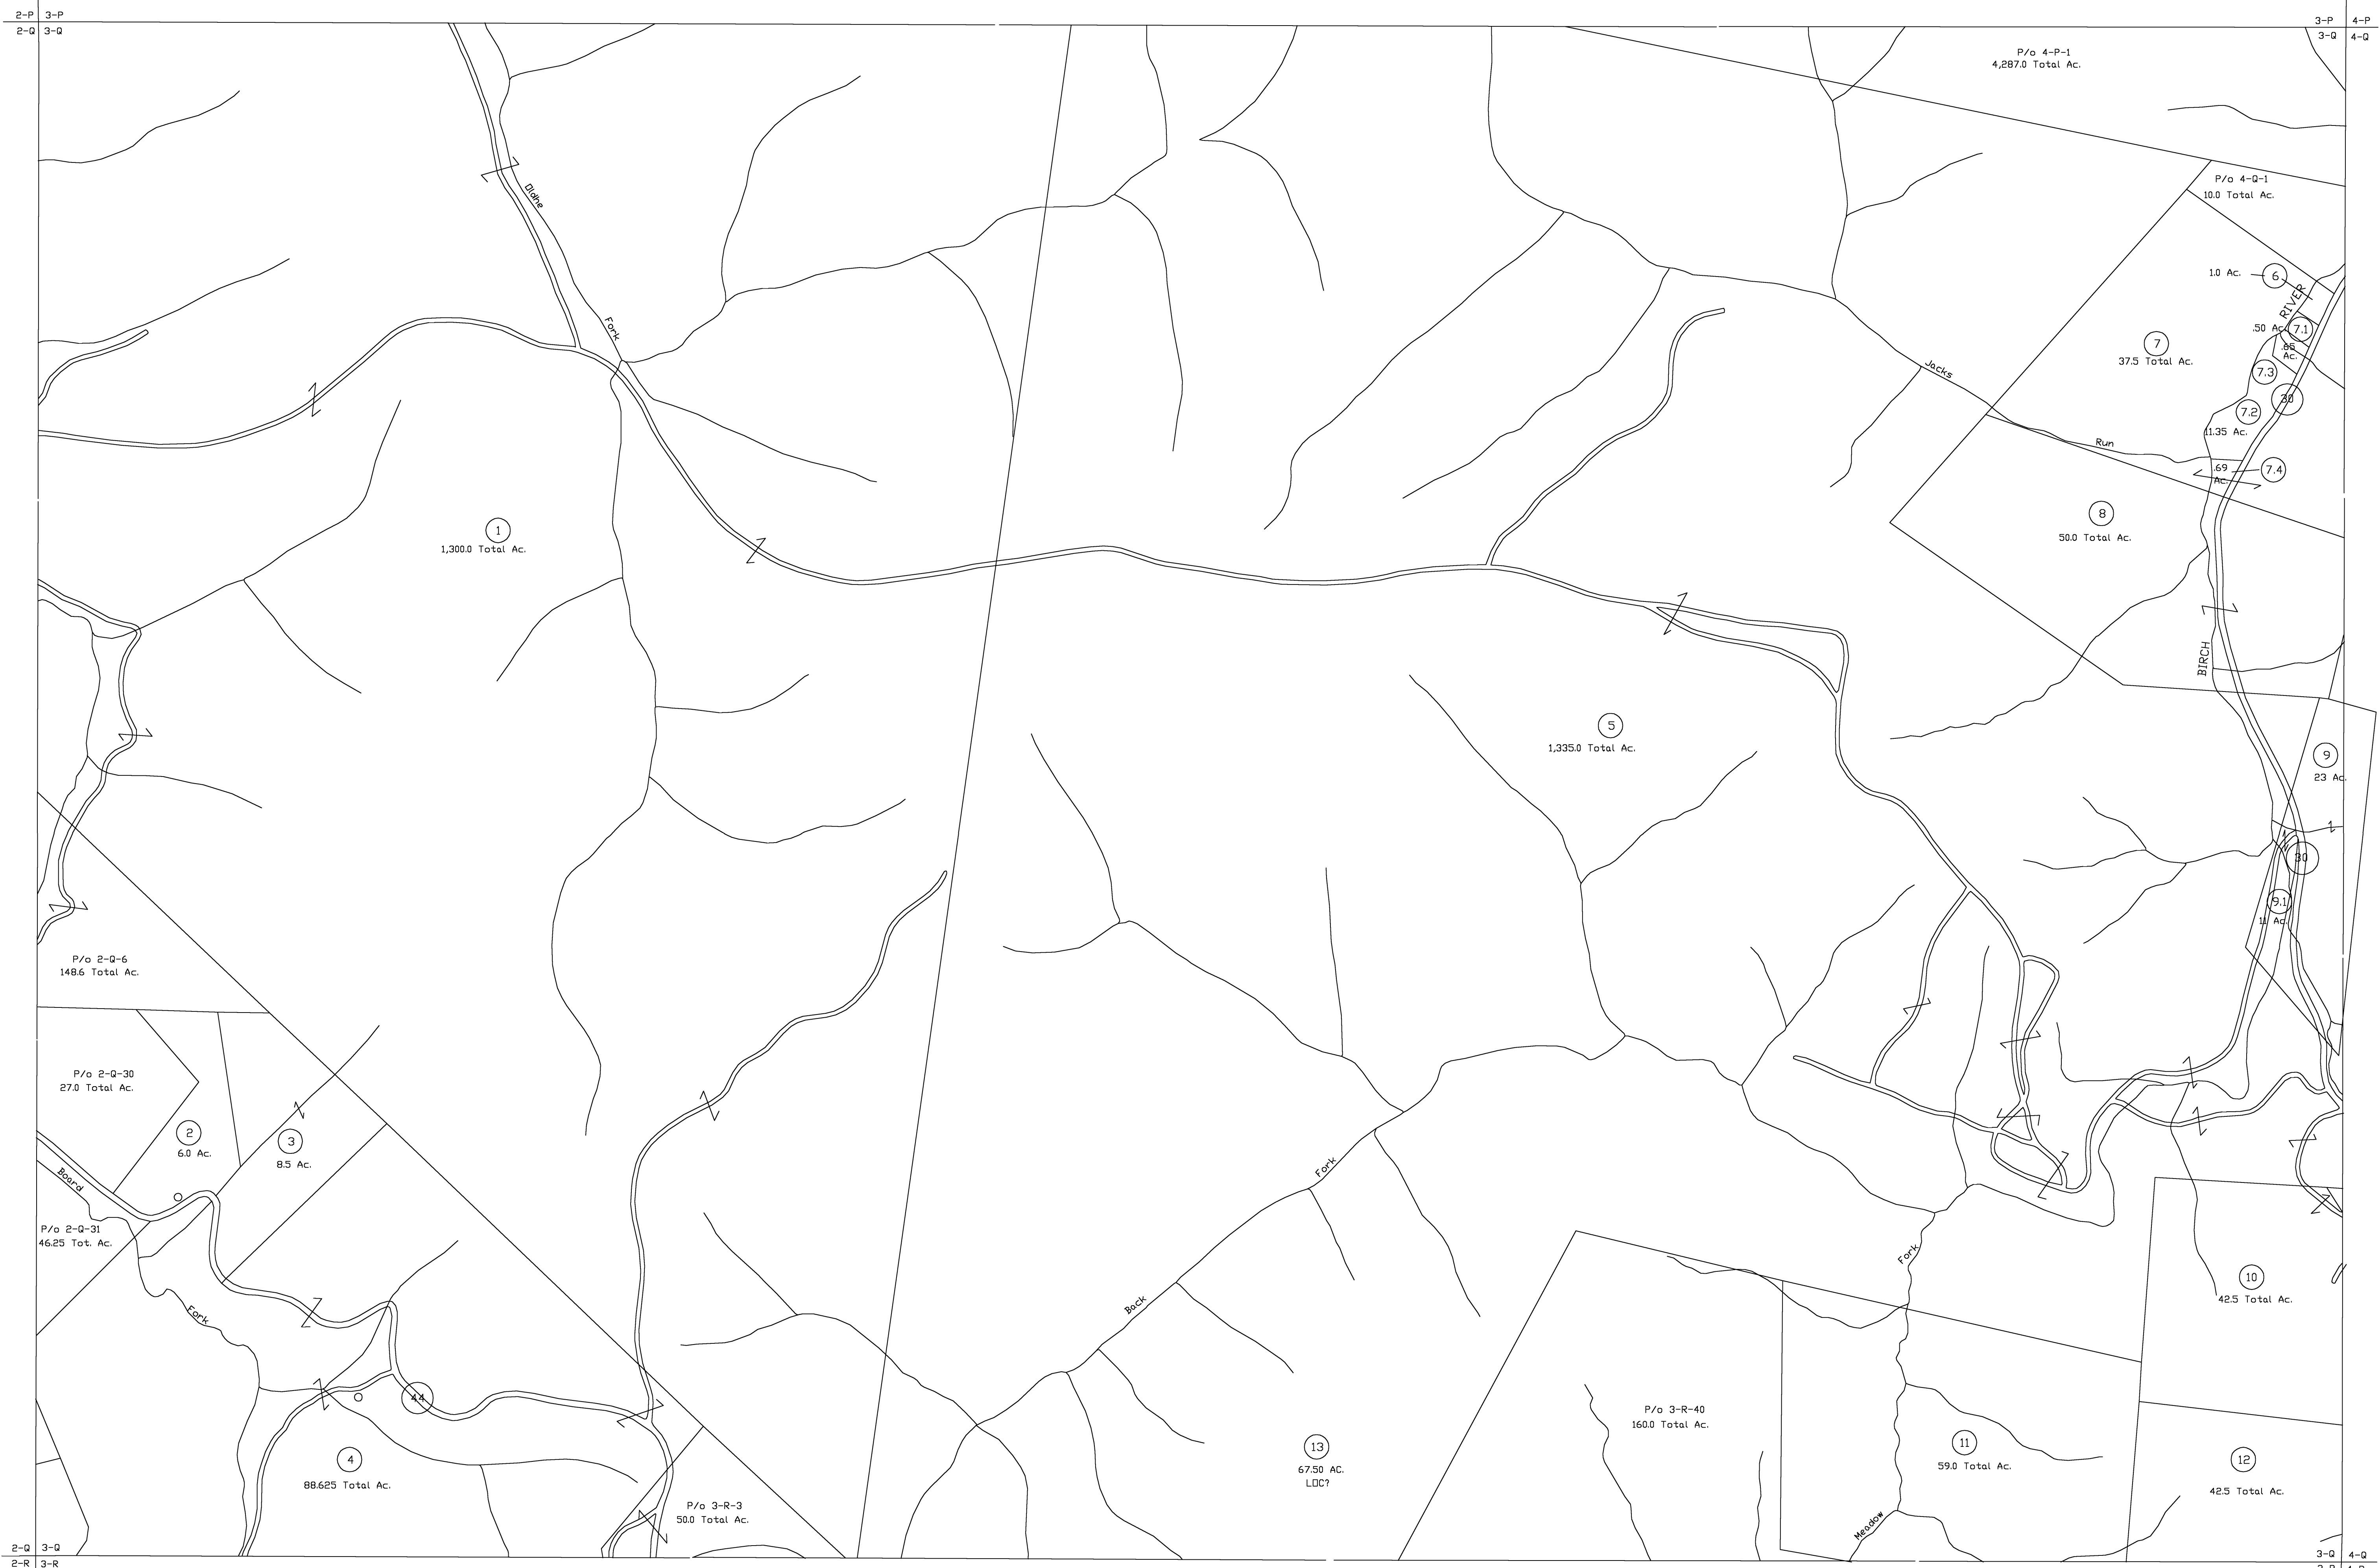 2-P 3-P
2-Q 3-Q
3-P 4-P
3-Q 4-Q
P/o 4-P-1
4,287.0 Total Ac.
P/o 4-Q-1
10.0 Total Ac.
Oldhe
Fork
1.0 Ac. 6
RIVER
.50 Ac. 7.1
7
37.5 Total Ac.
.65
Ac.
7.3
30
7.2
11.35 Ac.
Jacks
Run
.69
Ac.
7.4
8
50.0 Total Ac.
1
1,300.0 Total Ac.
BIRCH
5
1,335.0 Total Ac.
9
23 Ac.
30
9.1
11 Ac.
P/o 2-Q-6
148.6 Total Ac.
P/o 2-Q-30
27.0 Total Ac.
2
6.0 Ac.
3
8.5 Ac.
Board
Fork
P/o 2-Q-31
46.25 Tot. Ac.
44
4
88.625 Total Ac.
P/o 3-R-3
50.0 Total Ac.
Back
Fork
13
67.50 AC.
LOC?
P/o 3-R-40
160.0 Total Ac.
Meadow
Fork
10
42.5 Total Ac.
11
59.0 Total Ac.
12
42.5 Total Ac.
2-Q 3-Q
2-R 3-R
3-Q 4-Q